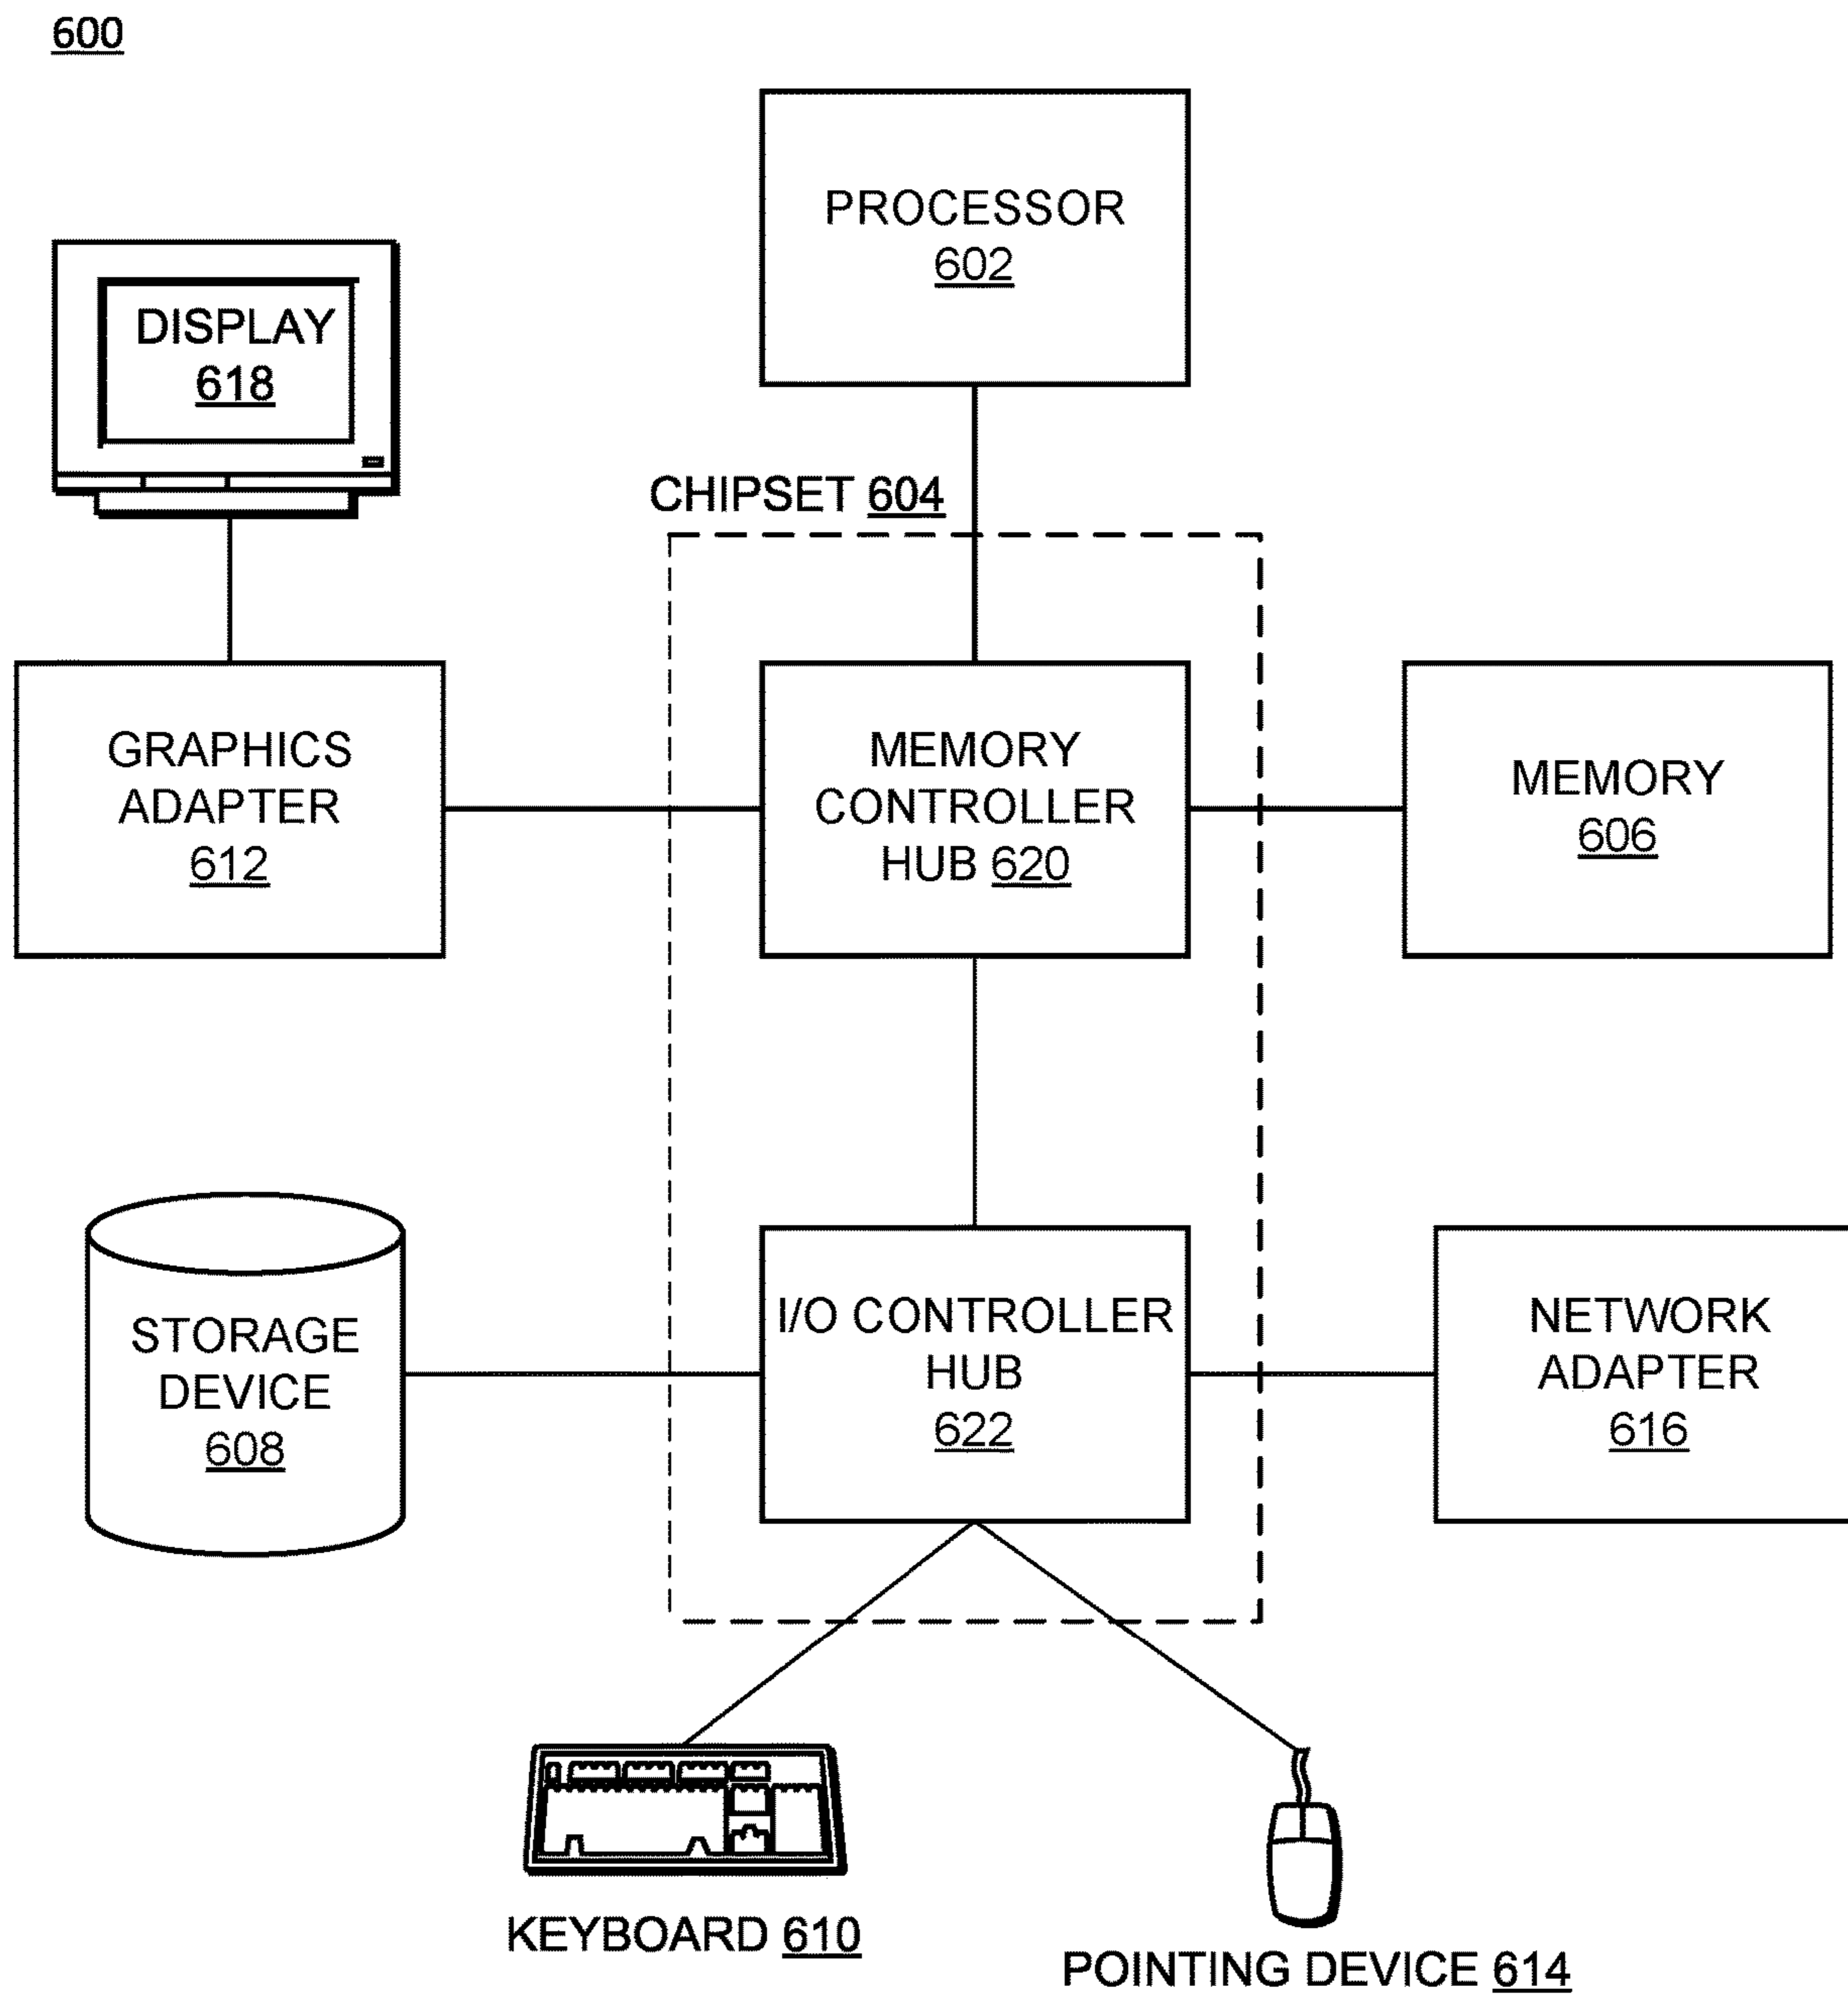 600
PROCESSOR
602
DISPLAY
618
CHIPSET 604
GRAPHICS
ADAPTER
612
MEMORY
CONTROLLER
HUB 620
MEMORY
606
STORAGE
DEVICE
608
I/O CONTROLLER
HUB
622
NETWORK
ADAPTER
616
KEYBOARD 610
POINTING DEVICE 614